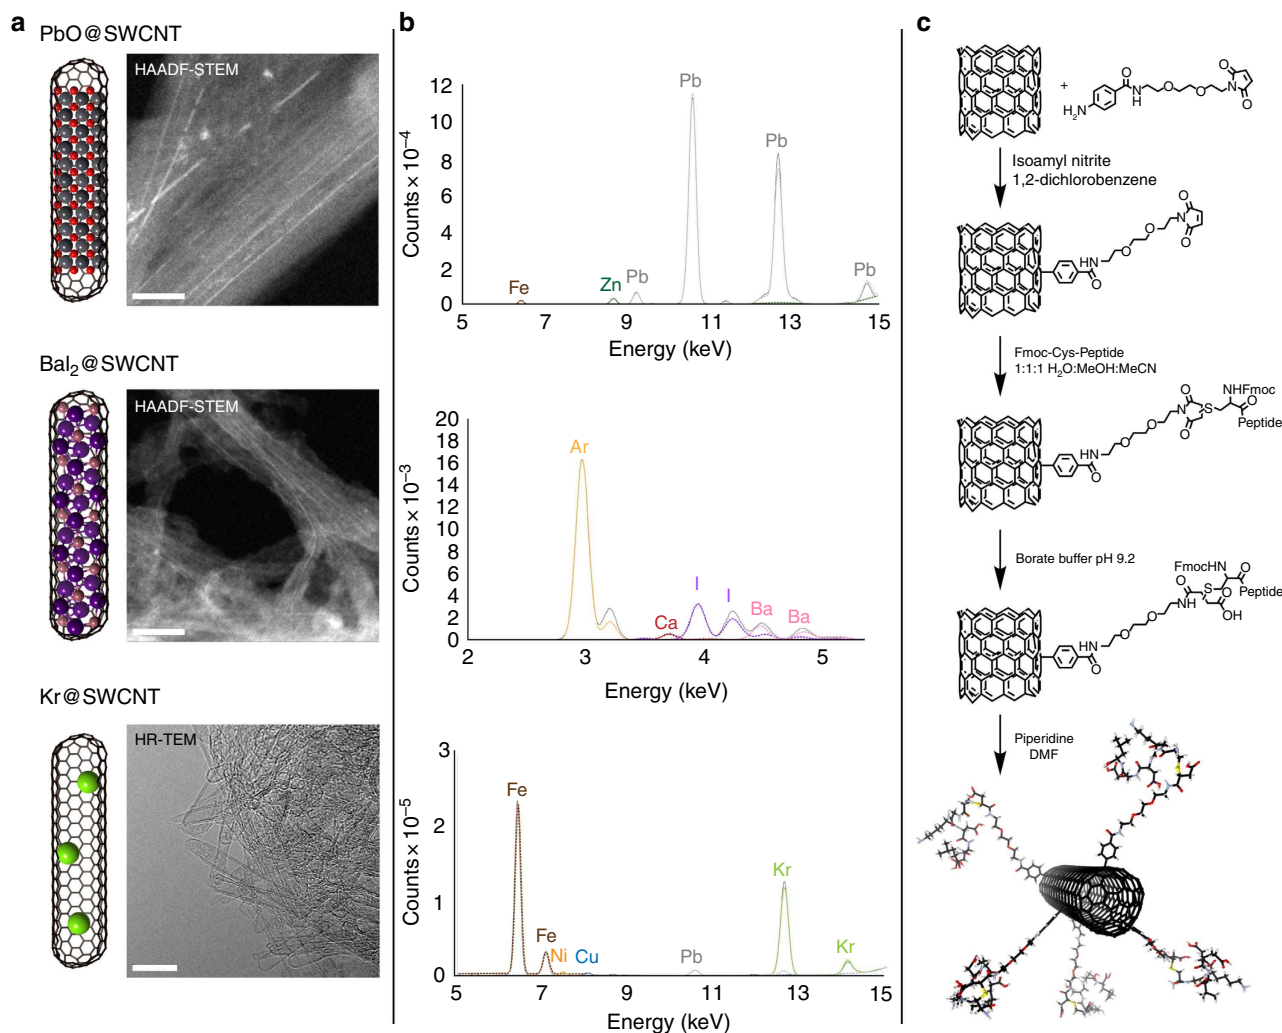 a
PbO@SWCNT
HAADF-STEM
BaI₂@SWCNT
HAADF-STEM
Kr@SWCNT
HR-TEM
b
12
10
8
6
4
2
0
Counts × 10⁻⁴
Fe
Zn
Pb
Pb
Pb
Pb
5 7 9 11 13 15
Energy (keV)
20
18
16
14
12
10
8
6
4
2
0
Counts × 10⁻³
Ar
Ca
I
I
Ba
Ba
2 3 4 5
Energy (keV)
3
2
1
0
Counts × 10⁻⁵
Fe
Fe
Ni
Cu
Pb
Kr
Kr
5 7 9 11 13 15
Energy (keV)
c
+
H₂N
O
N
H
O
O
N
O
O
Isoamyl nitrite
1,2-dichlorobenzene
HN
O
O
O
N
O
O
Fmoc-Cys-Peptide
1:1:1 H₂O:MeOH:MeCN
HN
O
O
O
N
O
O
S
NHFmoc
O
Peptide
Borate buffer pH 9.2
HN
O
O
O
NH
O
S
FmocHN
O
Peptide
O
OH
Piperidine
DMF